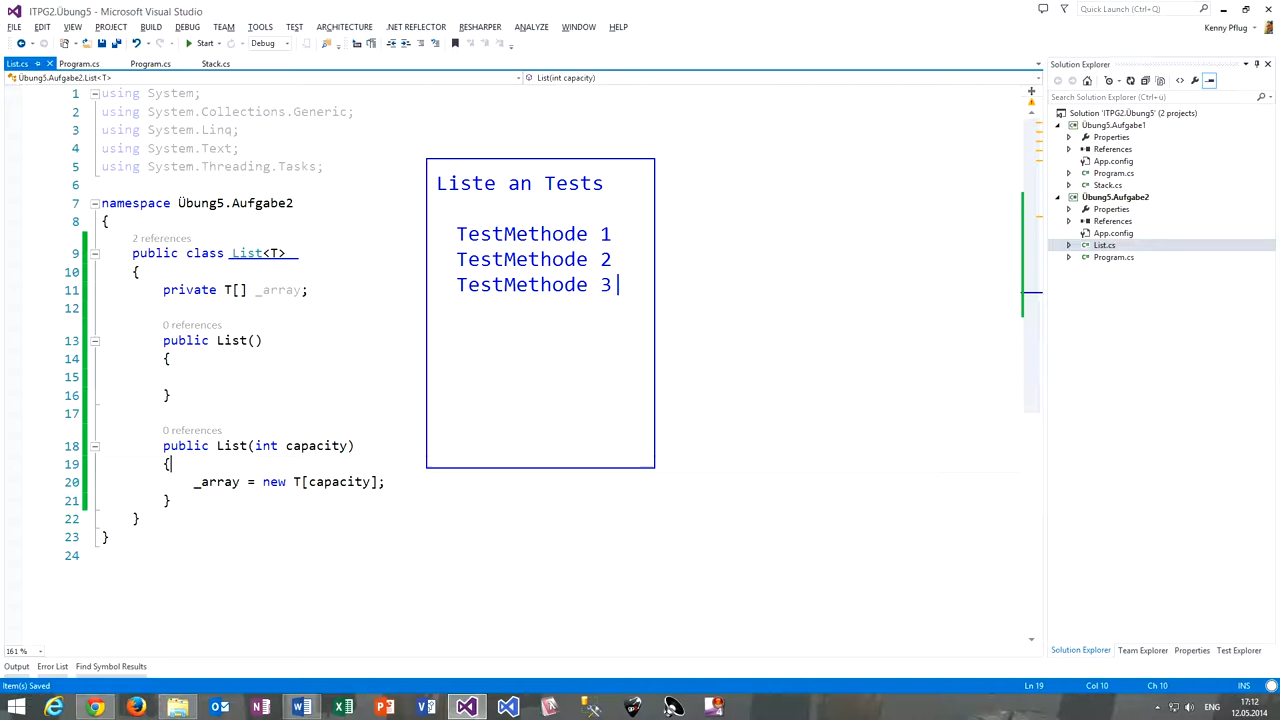 ITPG2.Übung5 - Microsoft Visual Studio
Quick Launch (Ctrl+Q)
FILE EDIT VIEW PROJECT BUILD DEBUG TEAM TOOLS TEST ARCHITECTURE .NET REFLECTOR RESHARPER ANALYZE WINDOW HELP
Kenny Pflug
Start Debug
List.cs Program.cs Program.cs Stack.cs
Übung5.Aufgabe2.List<T> List(int capacity)
1 using System;
2 using System.Collections.Generic;
3 using System.Linq;
4 using System.Text;
5 using System.Threading.Tasks;
6
7 namespace Übung5.Aufgabe2
8 {
2 references
9 public class List<T>
10 {
11 private T[] _array;
12
0 references
13 public List()
14 {
15
16 }
17
0 references
18 public List(int capacity)
19 {
20 _array = new T[capacity];
21 }
22 }
23 }
24
Liste an Tests
TestMethode 1
TestMethode 2
TestMethode 3
Solution Explorer
Search Solution Explorer (Ctrl+ü)
Solution 'ITPG2.Übung5' (2 projects)
Übung5.Aufgabe1
Properties
References
App.config
Program.cs
Stack.cs
Übung5.Aufgabe2
Properties
References
App.config
List.cs
Program.cs
161 %
Solution Explorer Team Explorer Properties Test Explorer
Output Error List Find Symbol Results
Item(s) Saved Ln 19 Col 10 Ch 10 INS
ENG 17:12
12.05.2014